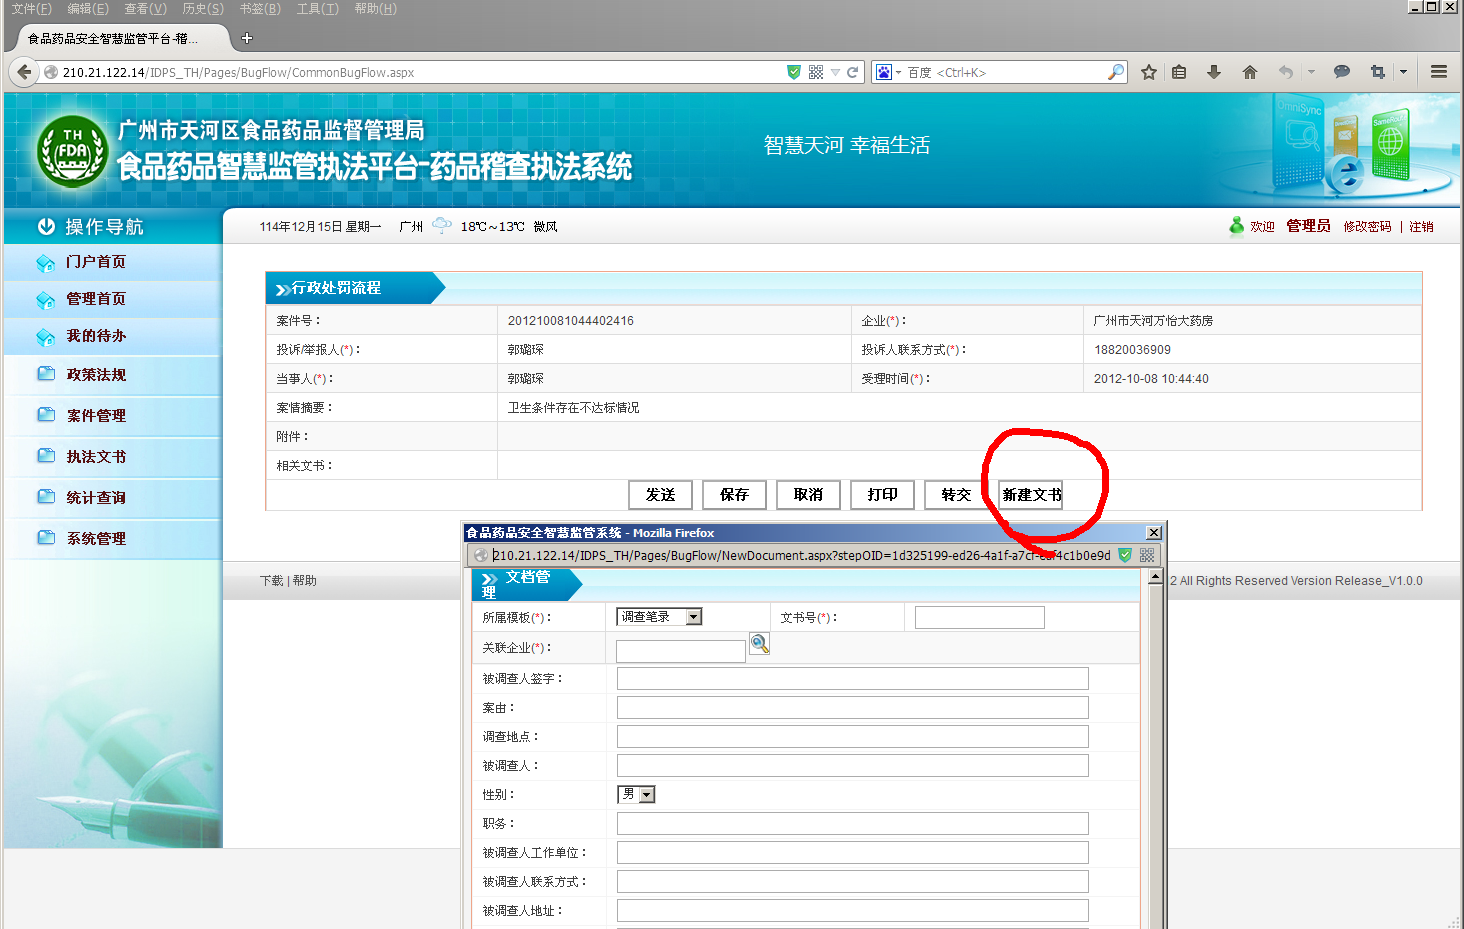 文件(F) 编辑(E) 查看(V) 历史(S) 书签(B) 工具(T) 帮助(H)
食品药品安全智慧监管平台-稽...
210.21.122.14/IDPS_TH/Pages/BugFlow/CommonBugFlow.aspx
百度 <Ctrl+K>
TH
FDA
广州市天河区食品药品监督管理局
食品药品智慧监管执法平台-药品稽查执法系统
智慧天河 幸福生活
OmniSync
操作导航
114年12月15日 星期一 广州 18℃~13℃ 微风
欢迎 管理员 修改密码 | 注销
门户首页
管理首页
我的待办
政策法规
案件管理
执法文书
统计查询
系统管理
行政处罚流程
案件号： 201210081044402416 企业(*)： 广州市天河万怡大药房
投诉/举报人(*)： 郭璐琛 投诉人联系方式(*)： 18820036909
当事人(*)： 郭璐琛 受理时间(*)： 2012-10-08 10:44:40
案情摘要： 卫生条件存在不达标情况
附件：
相关文书：
发送 保存 取消 打印 转交 新建文书
下载 | 帮助
2 All Rights Reserved Version Release_V1.0.0
食品药品安全智慧监管系统 - Mozilla Firefox
210.21.122.14/IDPS_TH/Pages/BugFlow/NewDocument.aspx?stepOID=1d325199-ed26-4a1f-a7cf-eaf4c1b0e9d
文档管
理
所属模板(*)： 调查笔录 文书号(*)：
关联企业(*)：
被调查人签字：
案由：
调查地点：
被调查人：
性别： 男
职务：
被调查人工作单位：
被调查人联系方式：
被调查人地址：